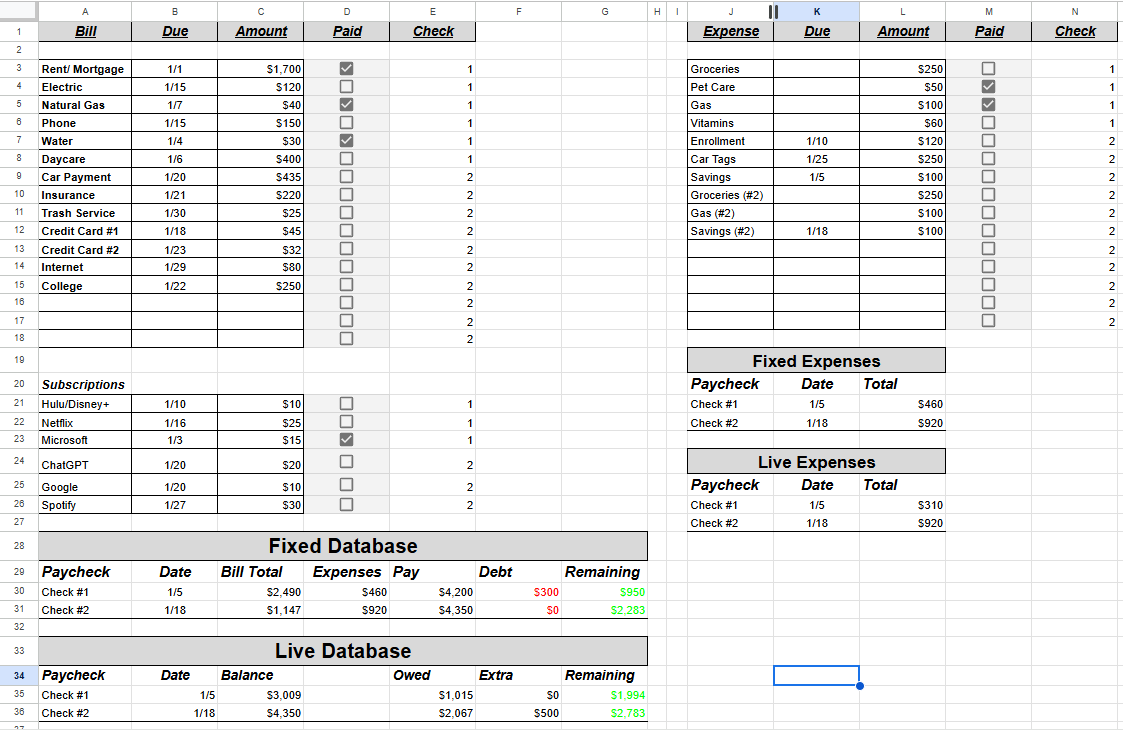 A B C D E F G H I J K L M N
1 Bill Due Amount Paid Check Expense Due Amount Paid Check
2
3 Rent/ Mortgage 1/1 $1,700 1 Groceries $250 1
4 Electric 1/15 $120 1 Pet Care $50 1
5 Natural Gas 1/7 $40 1 Gas $100 1
6 Phone 1/15 $150 1 Vitamins $60 1
7 Water 1/4 $30 1 Enrollment 1/10 $120 2
8 Daycare 1/6 $400 1 Car Tags 1/25 $250 2
9 Car Payment 1/20 $435 2 Savings 1/5 $100 2
10 Insurance 1/21 $220 2 Groceries (#2) $250 2
11 Trash Service 1/30 $25 2 Gas (#2) $100 2
12 Credit Card #1 1/18 $45 2 Savings (#2) 1/18 $100 2
13 Credit Card #2 1/23 $32 2 2
14 Internet 1/29 $80 2 2
15 College 1/22 $250 2 2
16 2 2
17 2 2
18 2
19 Fixed Expenses
20 Subscriptions Paycheck Date Total
21 Hulu/Disney+ 1/10 $10 1 Check #1 1/5 $460
22 Netflix 1/16 $25 1 Check #2 1/18 $920
23 Microsoft 1/3 $15 1
24 ChatGPT 1/20 $20 2 Live Expenses
25 Google 1/20 $10 2 Paycheck Date Total
26 Spotify 1/27 $30 2 Check #1 1/5 $310
27 Check #2 1/18 $920
28 Fixed Database
29 Paycheck Date Bill Total Expenses Pay Debt Remaining
30 Check #1 1/5 $2,490 $460 $4,200 $300 $950
31 Check #2 1/18 $1,147 $920 $4,350 $0 $2,283
32
33 Live Database
34 Paycheck Date Balance Owed Extra Remaining
35 Check #1 1/5 $3,009 $1,015 $0 $1,994
36 Check #2 1/18 $4,350 $2,067 $500 $2,783
37